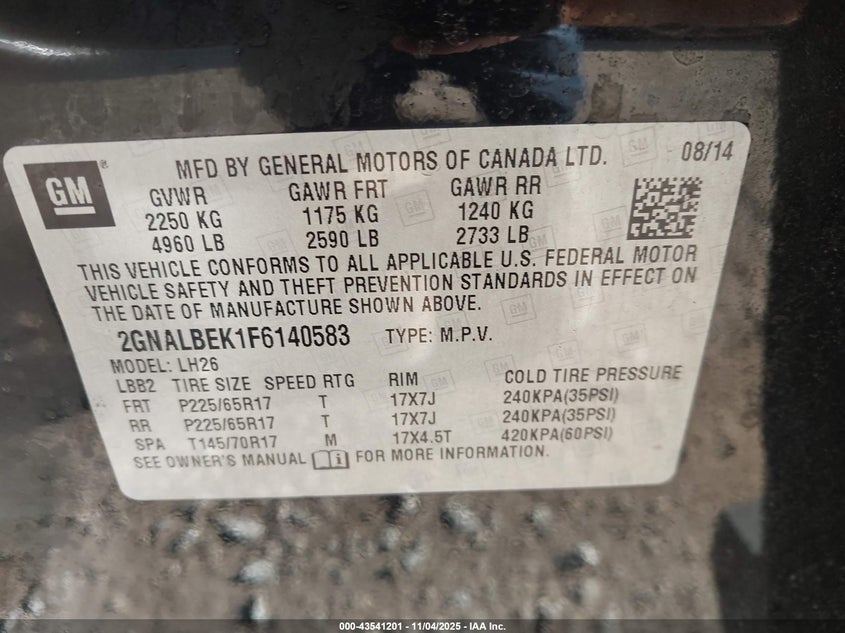 GM ® MFD BY GENERAL MOTORS OF CANADA LTD. 08/14
GVWR GAWR FRT GAWR RR
2250 KG 1175 KG 1240 KG
4960 LB 2590 LB 2733 LB
THIS VEHICLE CONFORMS TO ALL APPLICABLE U.S. FEDERAL MOTOR
VEHICLE SAFETY AND THEFT PREVENTION STANDARDS IN EFFECT ON
THE DATE OF MANUFACTURE SHOWN ABOVE.
2GNALBEK1F6140583 TYPE: M.P.V.
MODEL: LH26
LBB2 TIRE SIZE SPEED RTG RIM COLD TIRE PRESSURE
FRT P225/65R17 T 17X7J 240KPA(35PSI)
RR P225/65R17 T 17X7J 240KPA(35PSI)
SPA T145/70R17 M 17X4.5T 420KPA(60PSI)
SEE OWNER'S MANUAL i FOR MORE INFORMATION.
000-43541201 - 11/04/2025 - IAA Inc.